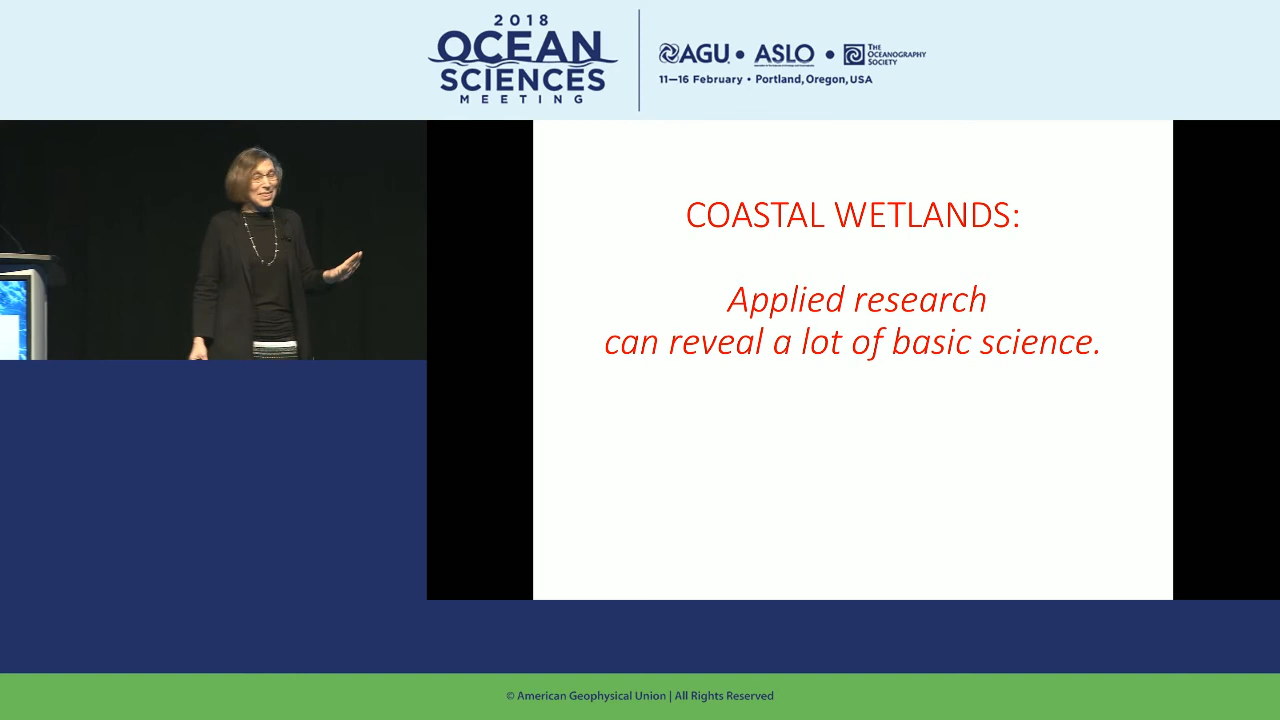 2018
OCEAN
SCIENCES
MEETING
AGU • ASLO • THE OCEANOGRAPHY SOCIETY
11–16 February • Portland, Oregon, USA
COASTAL WETLANDS:
Applied research
can reveal a lot of basic science.
© American Geophysical Union | All Rights Reserved